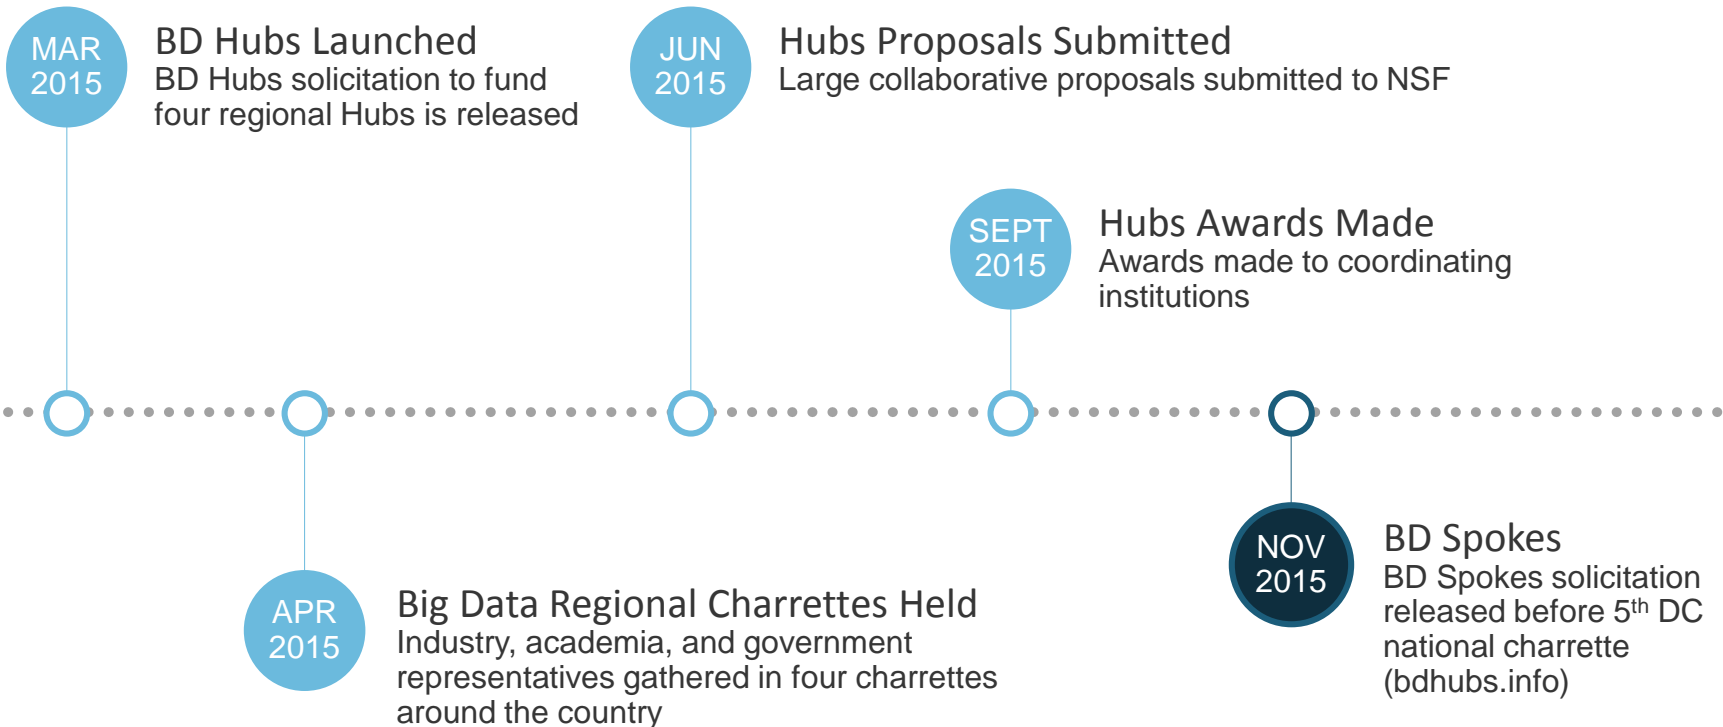 MAR
2015
BD Hubs Launched
BD Hubs solicitation to fund
four regional Hubs is released
JUN
2015
Hubs Proposals Submitted
Large collaborative proposals submitted to NSF
SEPT
2015
Hubs Awards Made
Awards made to coordinating
institutions
APR
2015
Big Data Regional Charrettes Held
Industry, academia, and government
representatives gathered in four charrettes
around the country
NOV
2015
BD Spokes
BD Spokes solicitation
released before 5th DC
national charrette
(bdhubs.info)